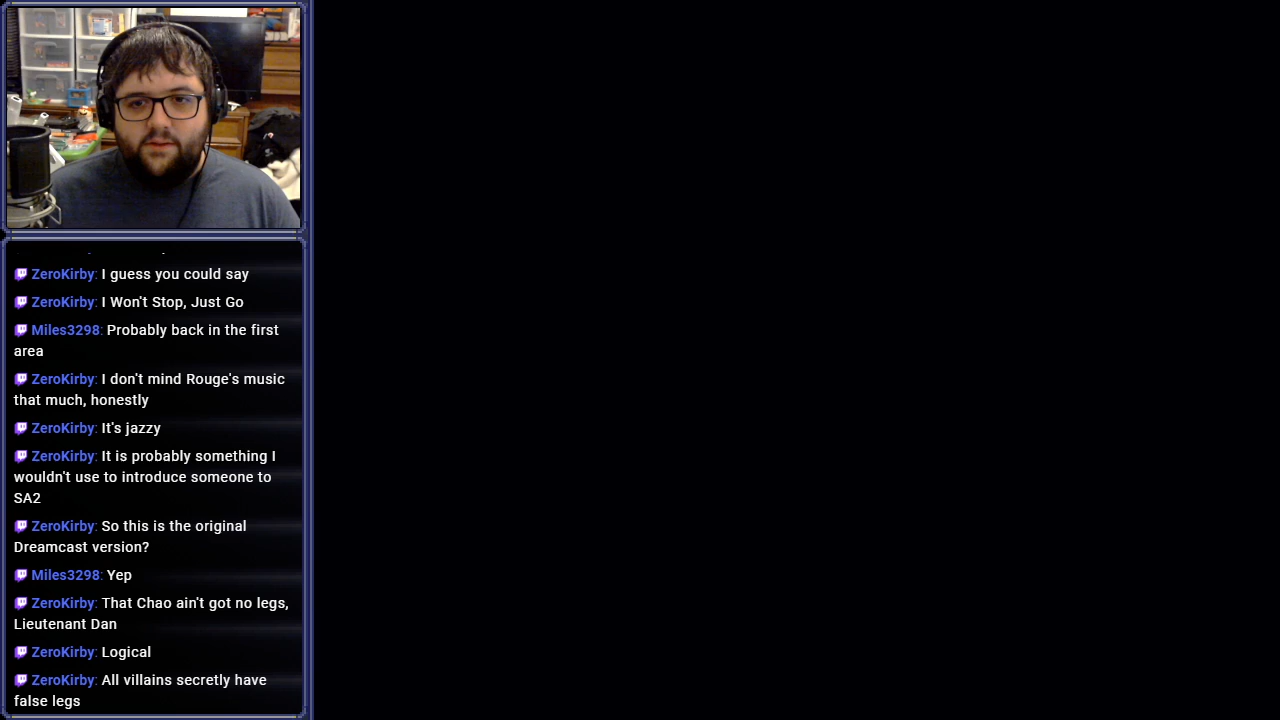 ZeroKirby: I guess you could say
ZeroKirby: I Won't Stop, Just Go
Miles3298: Probably back in the first
area
ZeroKirby: I don't mind Rouge's music
that much, honestly
ZeroKirby: It's jazzy
ZeroKirby: It is probably something I
wouldn't use to introduce someone to
SA2
ZeroKirby: So this is the original
Dreamcast version?
Miles3298: Yep
ZeroKirby: That Chao ain't got no legs,
Lieutenant Dan
ZeroKirby: Logical
ZeroKirby: All villains secretly have
false legs